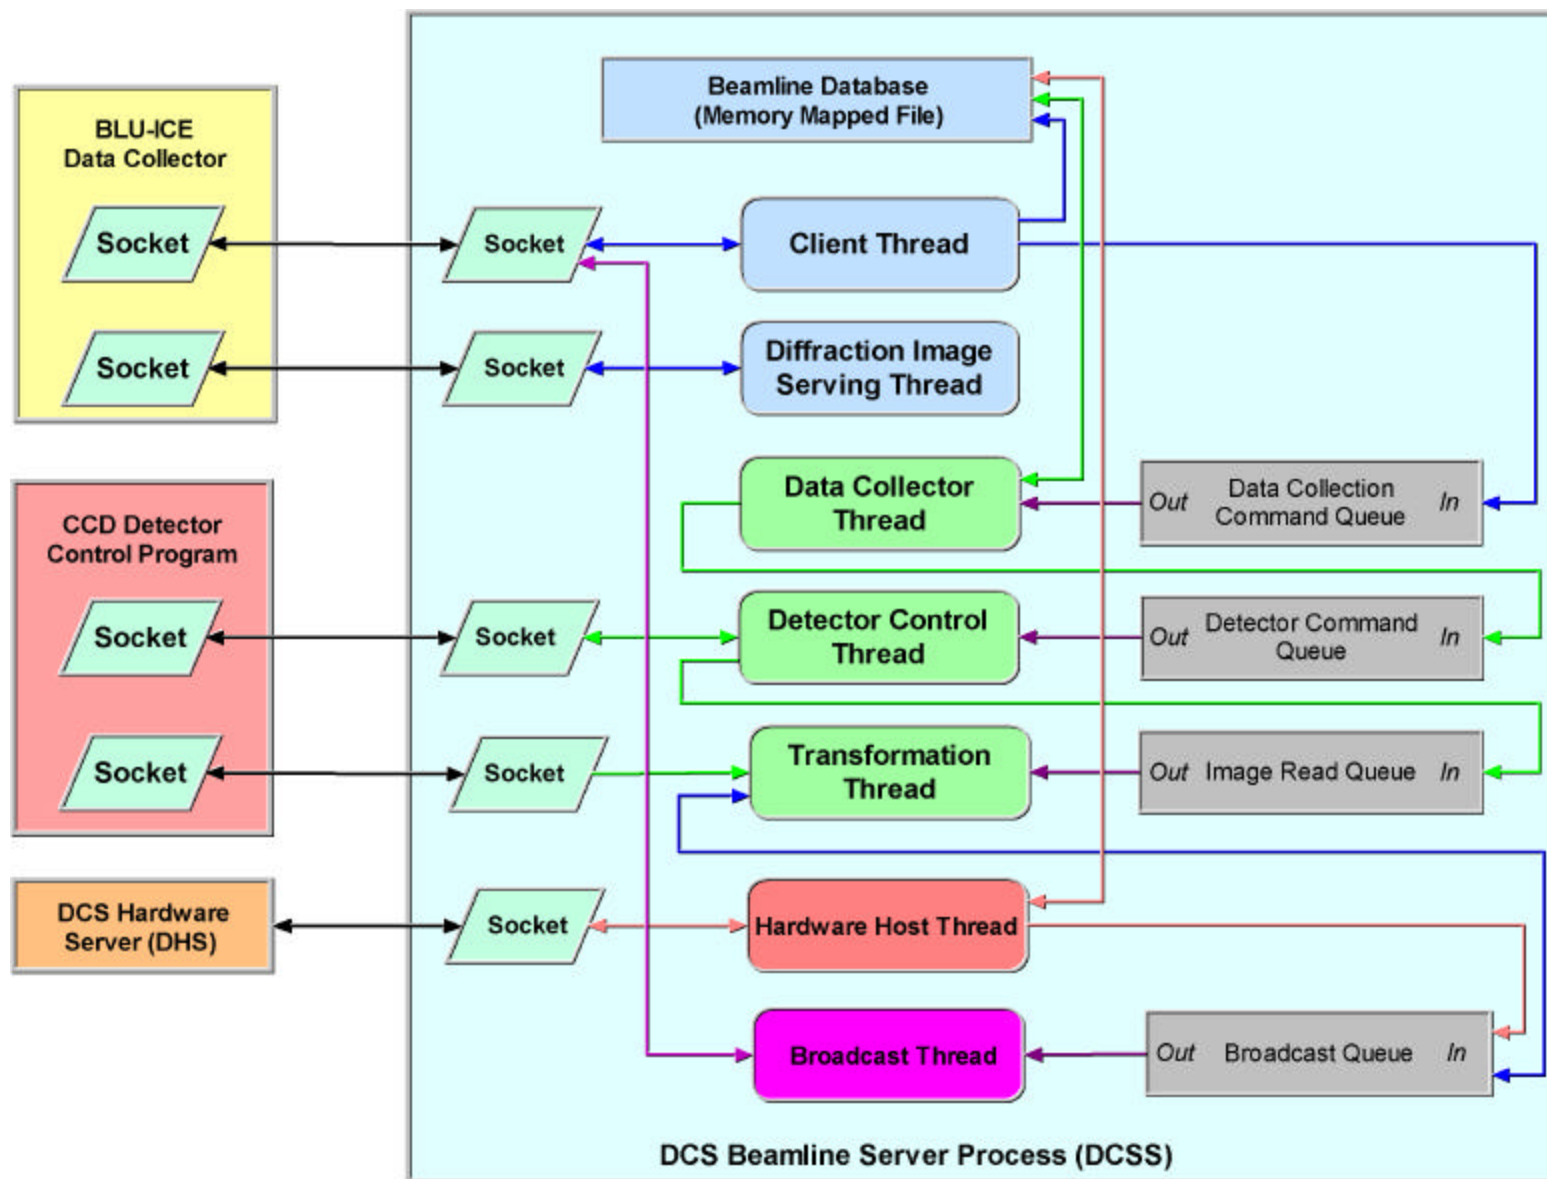 Beamline Database
(Memory Mapped File)
BLU-ICE
Data Collector
Socket
Socket
Client Thread
Socket
Socket
Diffraction Image
Serving Thread
CCD Detector
Control Program
Data Collector
Thread
Out Data Collection In
Command Queue
Socket
Socket
Detector Control
Thread
Out Detector Command In
Queue
Socket
Socket
Transformation
Thread
Out Image Read Queue In
DCS Hardware
Server (DHS)
Socket
Hardware Host Thread
Broadcast Thread
Out Broadcast Queue In
DCS Beamline Server Process (DCSS)